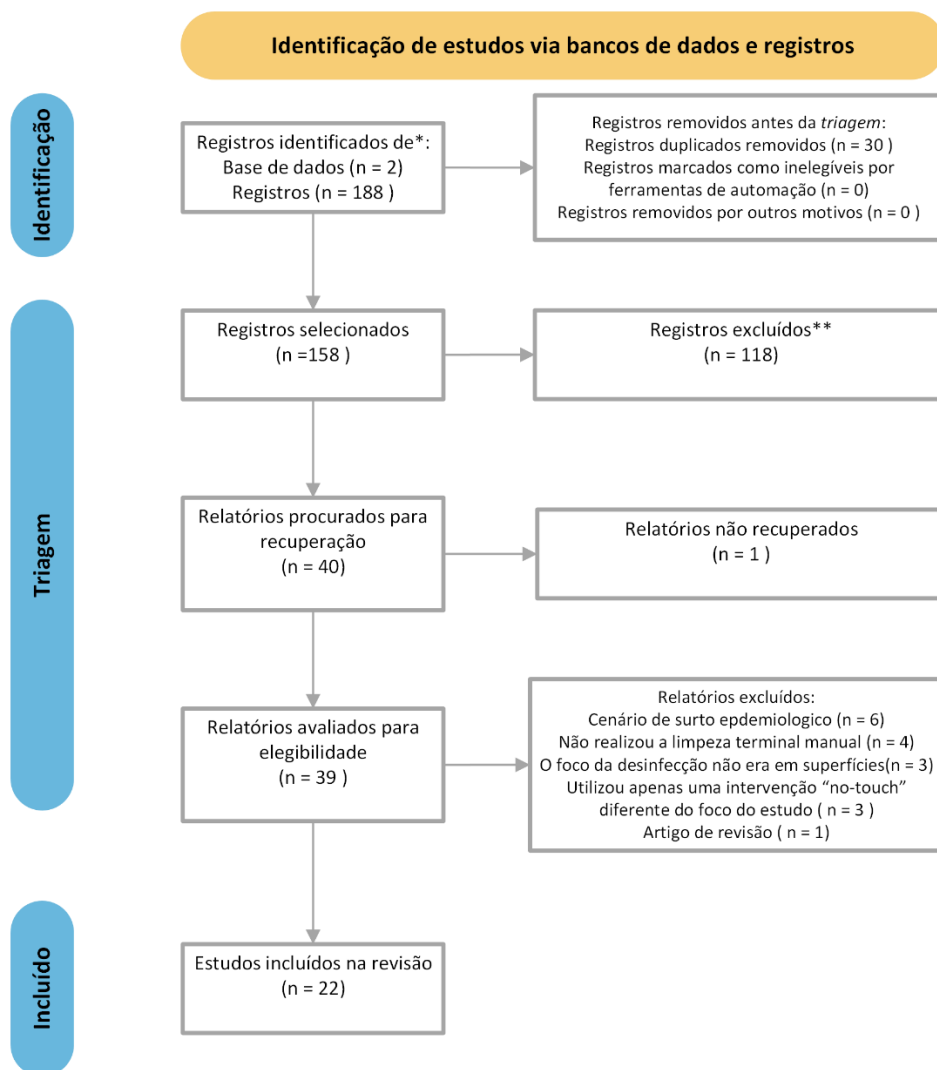 Identificação de estudos via bancos de dados e registros
Identificação
Registros identificados de*:
Base de dados (n = 2)
Registros (n = 188 )
Registros removidos antes da triagem:
Registros duplicados removidos (n = 30 )
Registros marcados como inelegíveis por
ferramentas de automação (n = 0)
Registros removidos por outros motivos (n = 0 )
Triagem
Registros selecionados
(n =158 )
Registros excluídos**
(n = 118)
Relatórios procurados para
recuperação
(n = 40)
Relatórios não recuperados
(n = 1 )
Relatórios avaliados para
elegibilidade
(n = 39 )
Relatórios excluídos:
Cenário de surto epidemiologico (n = 6)
Não realizou a limpeza terminal manual (n = 4)
O foco da desinfecção não era em superfícies(n = 3)
Utilizou apenas uma intervenção “no-touch”
diferente do foco do estudo ( n = 3 )
Artigo de revisão ( n = 1)
Incluído
Estudos incluídos na revisão
(n = 22)